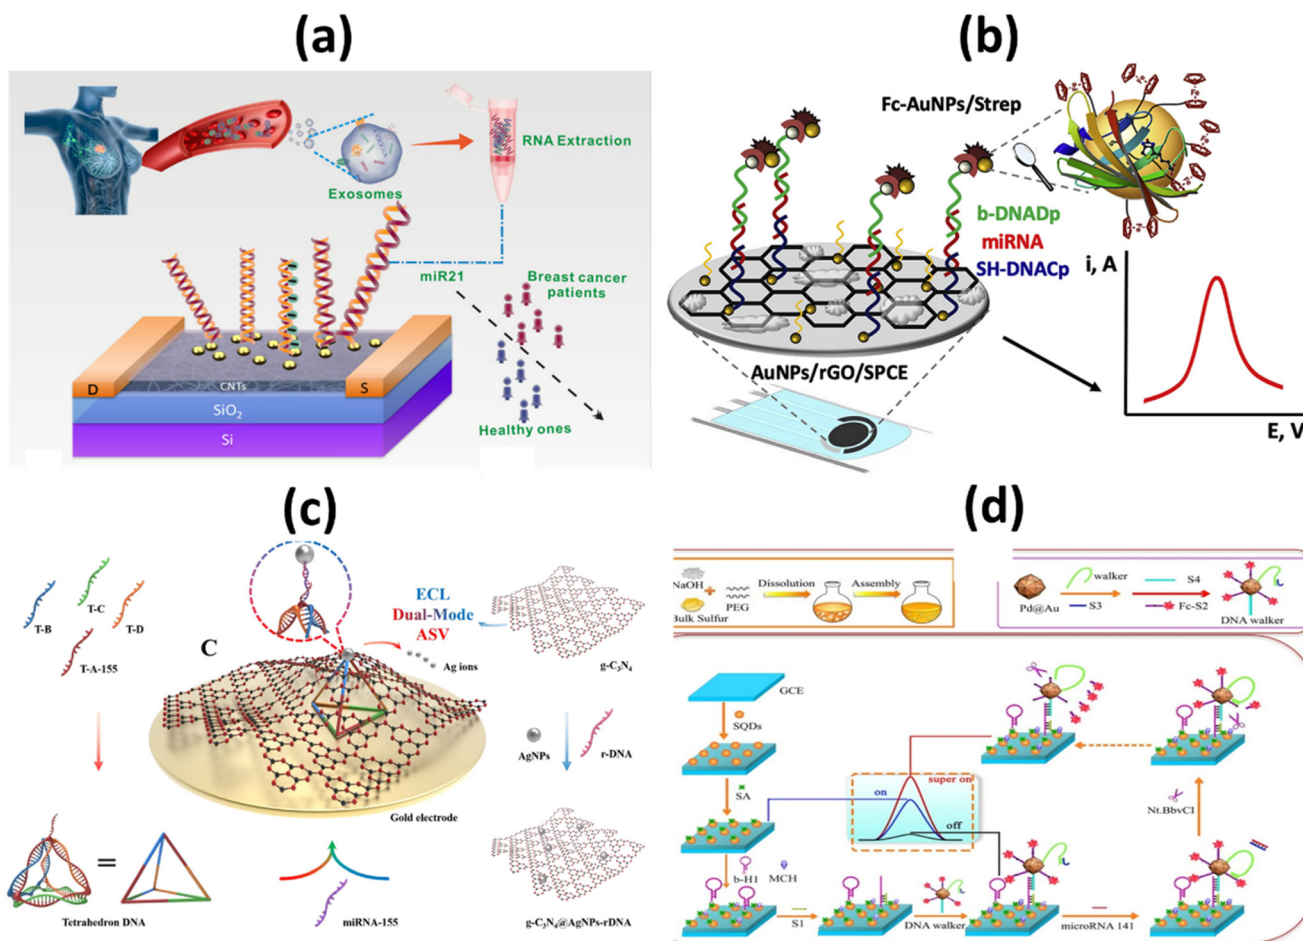 (a)
RNA Extraction
Exosomes
miR21
Breast cancer
patients
D
CNTs
S
SiO2
Si
Healthy ones
(b)
Fc-AuNPs/Strep
b-DNADp
miRNA
SH-DNACp
i, A
AuNPs/rGO/SPCE
E, V
(c)
T-B
T-C
T-D
T-A-155
C
ECL
Dual-Mode
ASV
Ag ions
g-C3N4
AgNPs
r-DNA
Gold electrode
=
Tetrahedron DNA
miRNA-155
g-C3N4@AgNPs-rDNA
(d)
NaOH
+
Bulk Sulfur
PEG
Dissolution
Assembly
Pd@Au
walker
S3
S4
Fc-S2
DNA walker
GCE
SQDs
SA
on
super on
off
Nt.BbvCI
b-H1
MCH
S1
DNA walker
microRNA 141